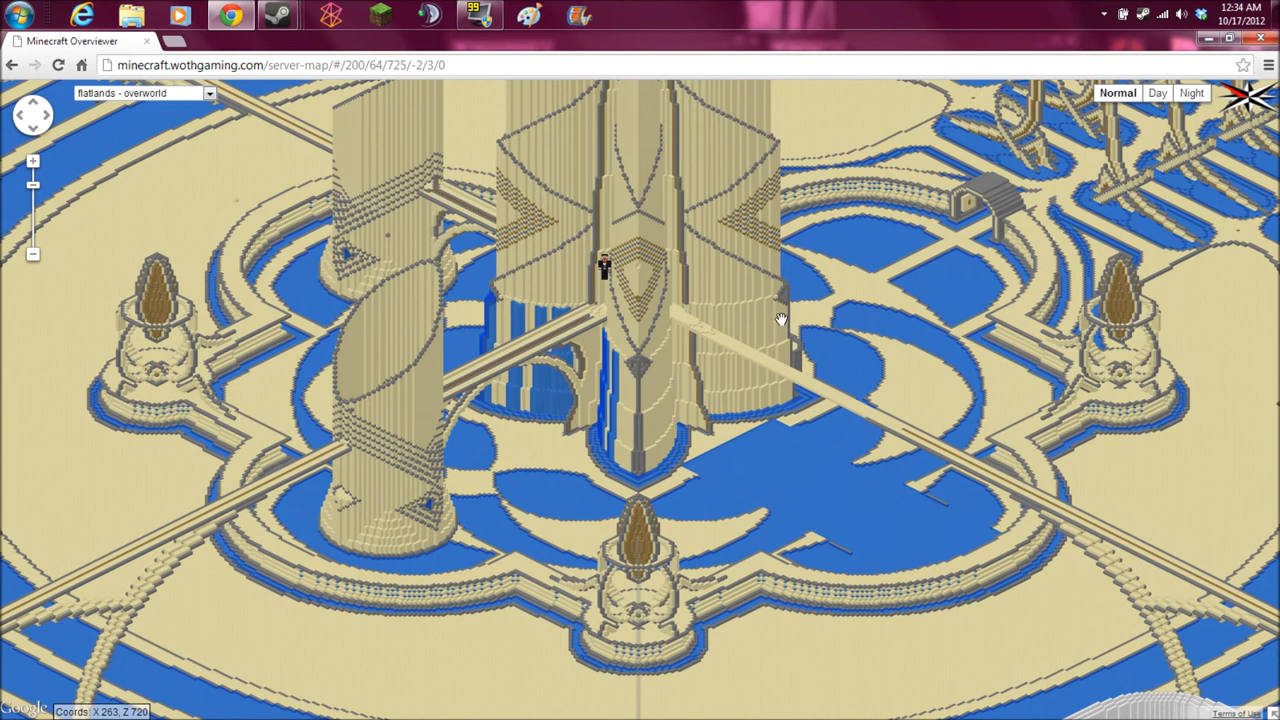 99
12:34 AM
10/17/2012
Minecraft Overviewer
minecraft.wothgaming.com/server-map/#/200/64/725/-2/3/0
flatlands - overworld
Normal
Day
Night
Google
Coords: X 263, Z 720
Terms of Use